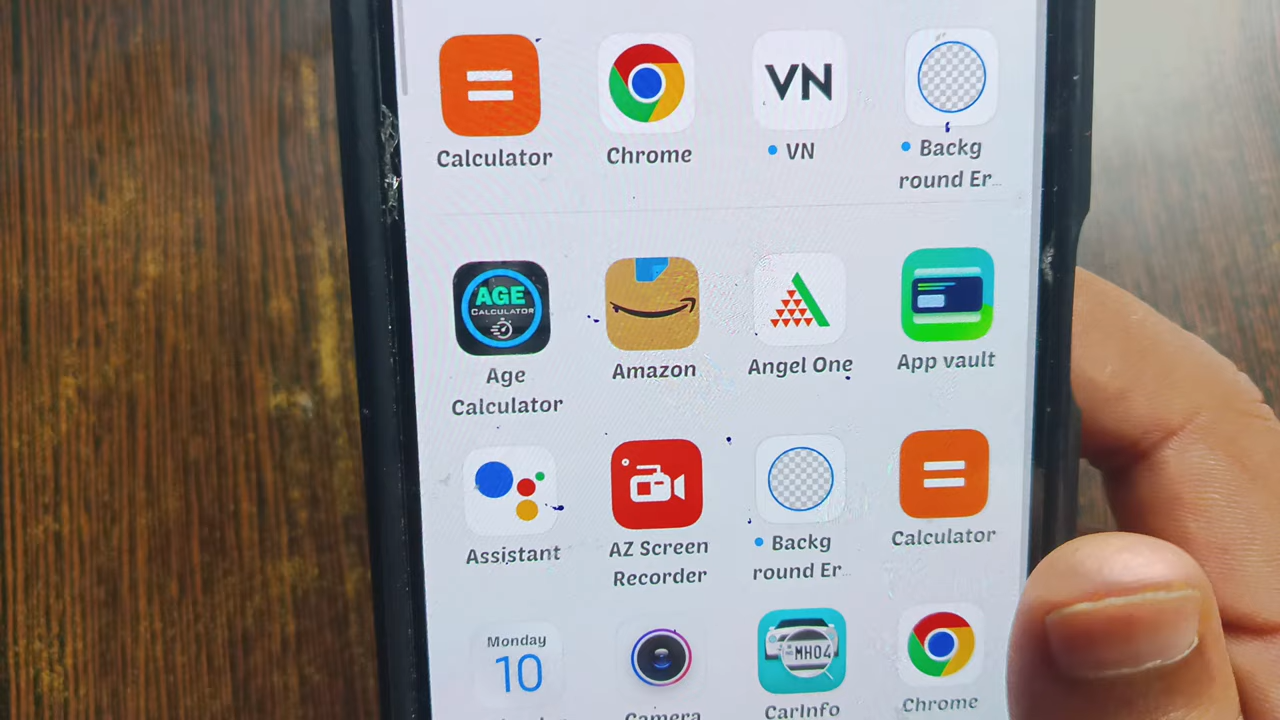 Calculator
Chrome
VN
VN
Backg
round Er...
AGE
CALCULATOR
Age
Calculator
Amazon
Angel One
App vault
Assistant
AZ Screen
Recorder
Backg
round Er...
Calculator
Monday
10
Camera
MH04
CarInfo
Chrome